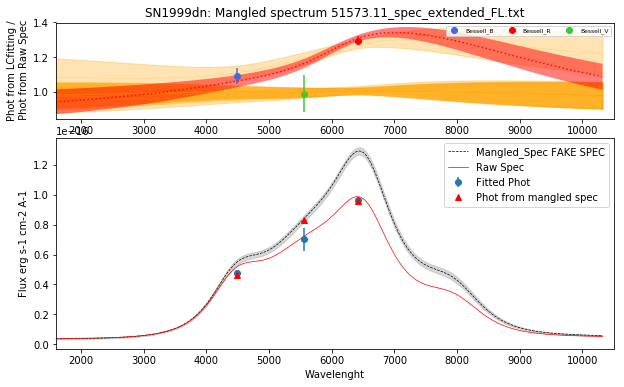 SN1999dn: Mangled spectrum 51573.11_spec_extended_FL.txt
Phot from LCfitting /
Phot from Raw Spec
1.4
1.2
1.0
Bessell_B
Bessell_R
Bessell_V
2000 3000 4000 5000 6000 7000 8000 9000 10000
1e−16
Flux erg s-1 cm-2 A-1
1.2
1.0
0.8
0.6
0.4
0.2
0.0
Mangled_Spec FAKE SPEC
Raw Spec
Fitted Phot
Phot from mangled spec
2000 3000 4000 5000 6000 7000 8000 9000 10000
Wavelenght